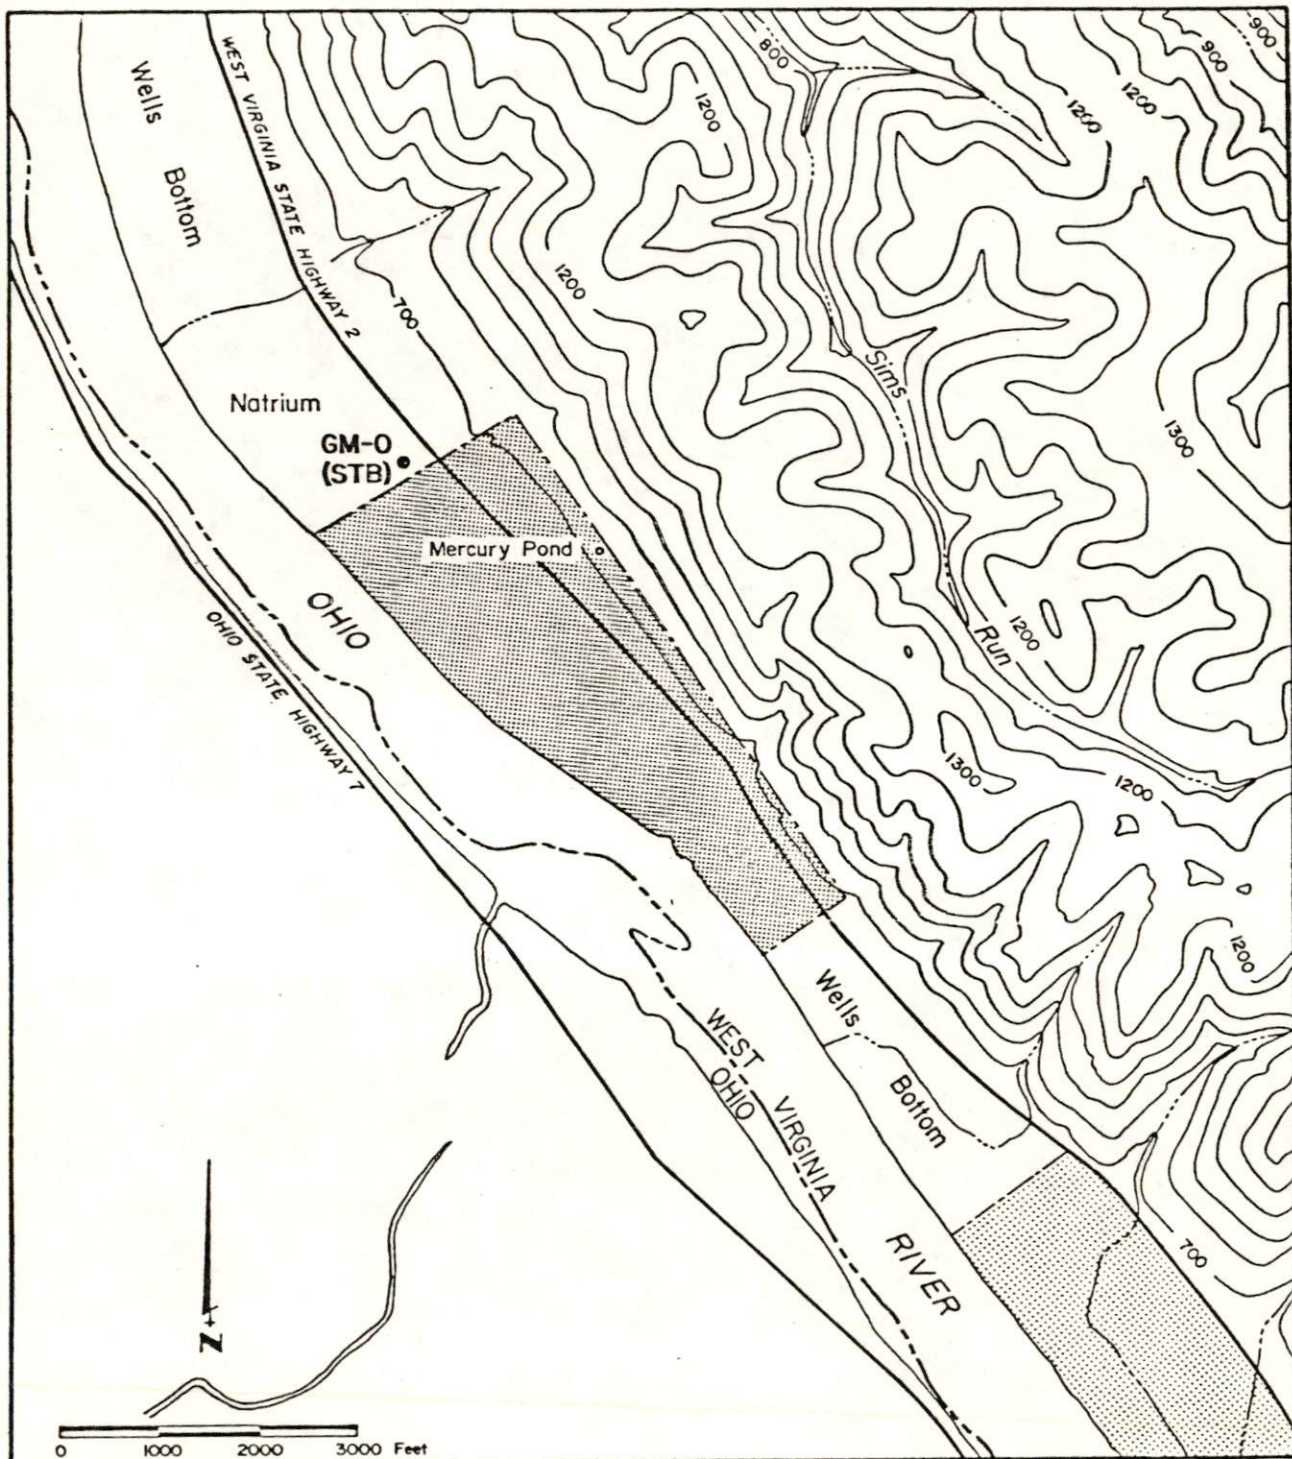 Wells
Bottom
WEST VIRGINIA STATE HIGHWAY 2
800
900
900
1200
1200
1200
1200
700
Sims
Natrium
GM-O
(STB)
1300
Mercury Pond
OHIO
OHIO STATE HIGHWAY 7
Run
1200
1300
1200
1200
Wells
Bottom
WEST VIRGINIA
OHIO
RIVER
700
N
0 1000 2000 3000 Feet